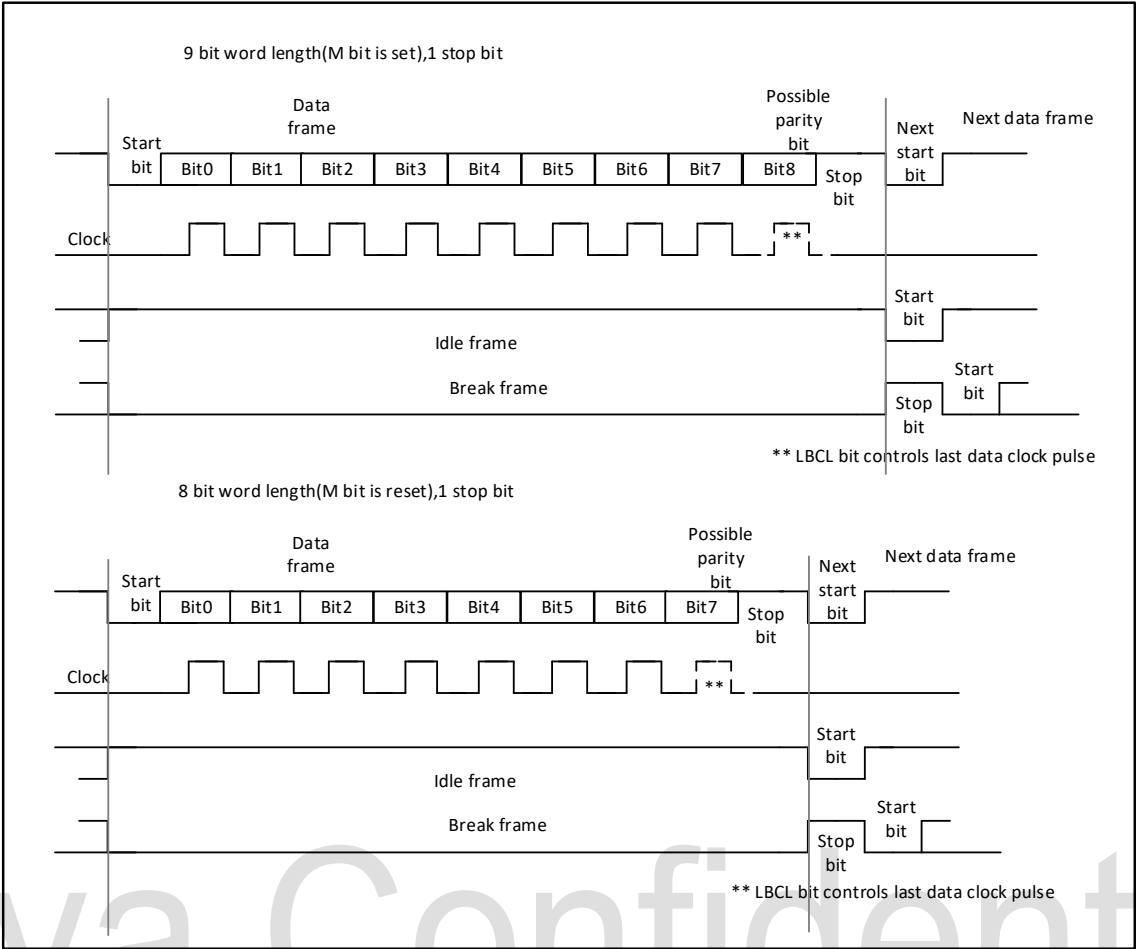 9 bit word length(M bit is set),1 stop bit
Data
frame
Possible
parity
bit
Next data frame
Start
bit
Next
start
bit
Bit0 Bit1 Bit2 Bit3 Bit4 Bit5 Bit6 Bit7 Bit8
Stop
bit
Clock
**
Start
bit
Idle frame
Break frame
Start
bit
Stop
bit
** LBCL bit controls last data clock pulse
8 bit word length(M bit is reset),1 stop bit
Data
frame
Possible
parity
bit
Next data frame
Start
bit
Next
start
bit
Bit0 Bit1 Bit2 Bit3 Bit4 Bit5 Bit6 Bit7
Stop
bit
Clock
**
Start
bit
Idle frame
Break frame
Start
bit
Stop
bit
** LBCL bit controls last data clock pulse
va Confident